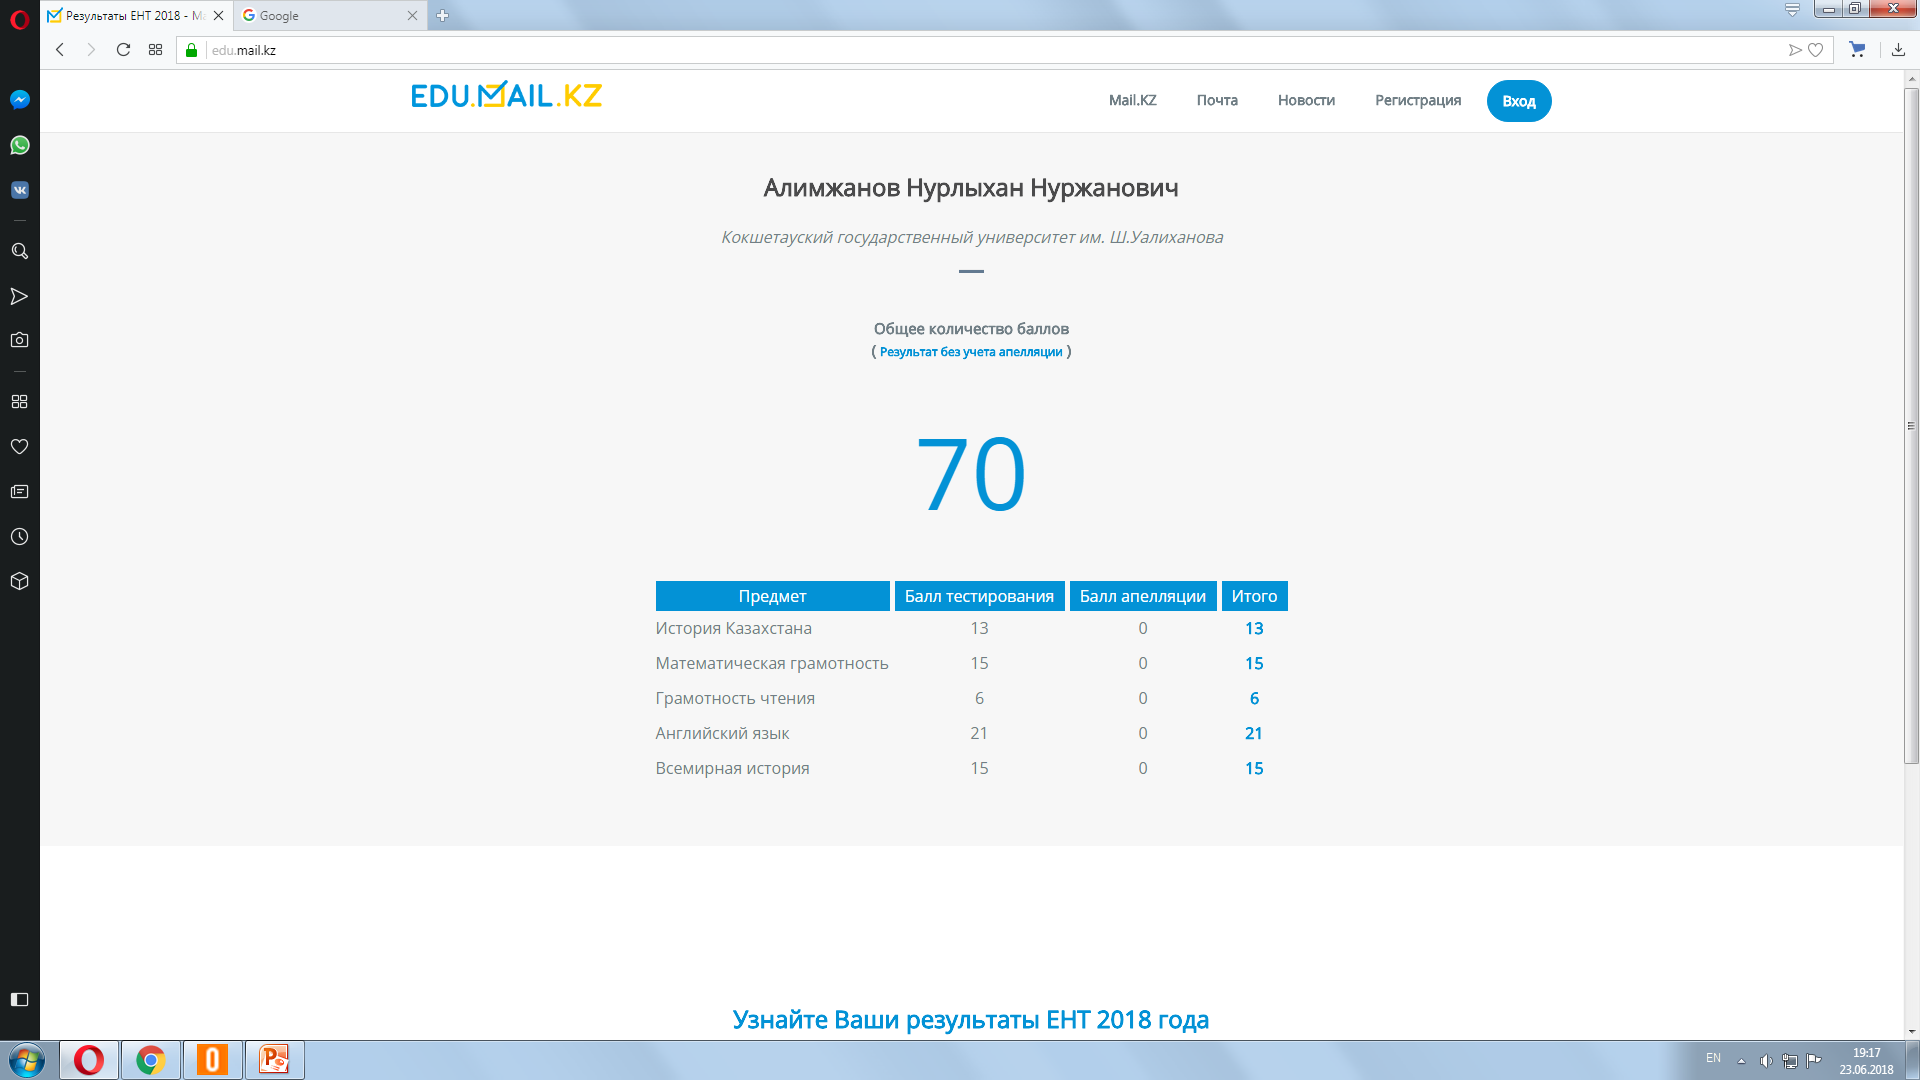 Результаты ЕНТ 2018 - Ma
Google
edu.mail.kz
EDU.MAIL.KZ
Mail.KZ
Почта
Новости
Регистрация
Вход
Алимжанов Нурлыхан Нуржанович
Кокшетауский государственный университет им. Ш.Уалиханова
Общее количество баллов
( Результат без учета апелляции )
70
Предмет Балл тестирования Балл апелляции Итого
История Казахстана 13 0 13
Математическая грамотность 15 0 15
Грамотность чтения 6 0 6
Английский язык 21 0 21
Всемирная история 15 0 15
Узнайте Ваши результаты ЕНТ 2018 года
EN
19:17
23.06.2018